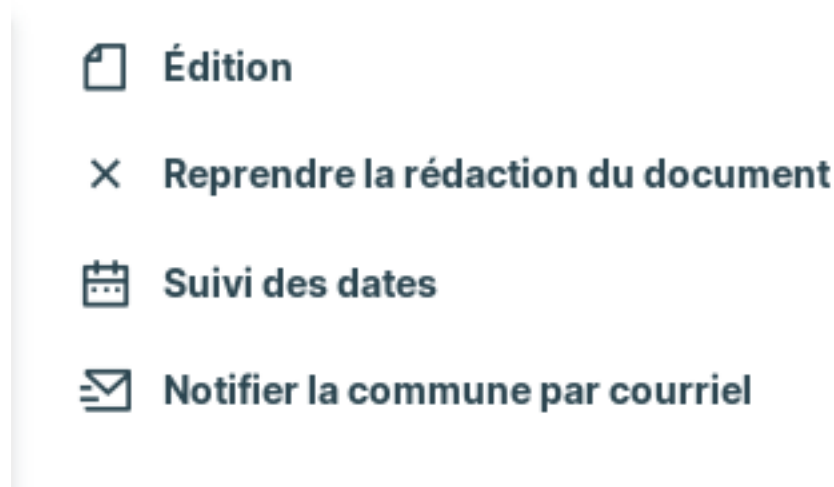 Édition
Reprendre la rédaction du document
Suivi des dates
Notifier la commune par courriel